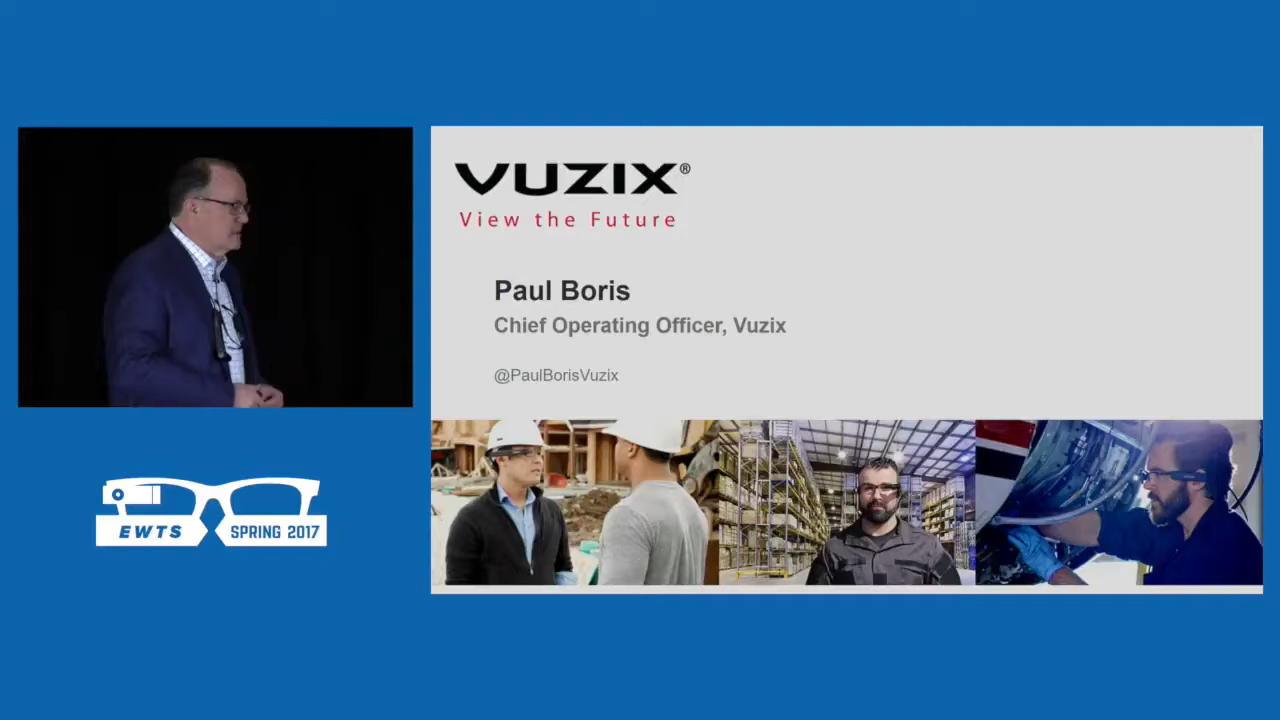 VUZIX®
View the Future
Paul Boris
Chief Operating Officer, Vuzix
@PaulBorisVuzix
EWTS SPRING 2017